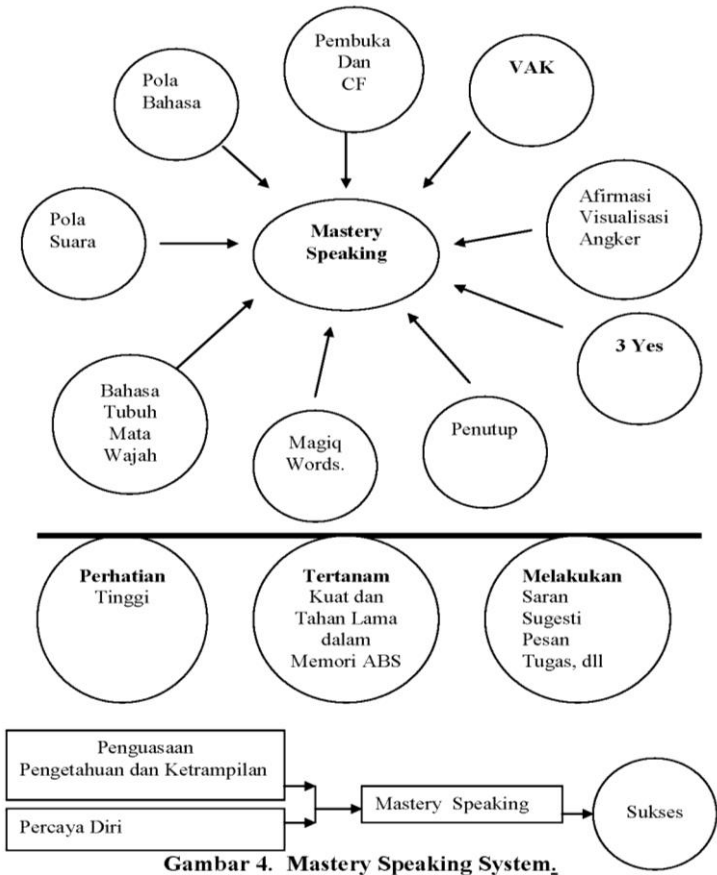 Pembuka
Dan
CF
VAK
Pola
Bahasa
Afirmasi
Visualisasi
Angker
Pola
Suara
Mastery
Speaking
3 Yes
Bahasa
Tubuh
Mata
Wajah
Magiq
Words.
Penutup
Perhatian
Tinggi
Tertanam
Kuat dan
Tahan Lama
dalam
Memori ABS
Melakukan
Saran
Sugesti
Pesan
Tugas, dll
Penguasaan
Pengetahuan dan Ketrampilan
Percaya Diri
Mastery Speaking
Sukses
Gambar 4. Mastery Speaking System.